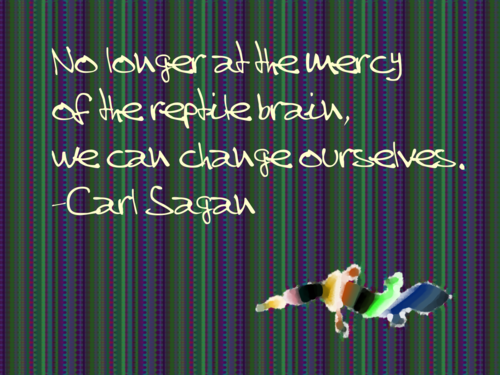 No longer at the mercy
of the reptile brain,
we can change ourselves.
-Carl Sagan